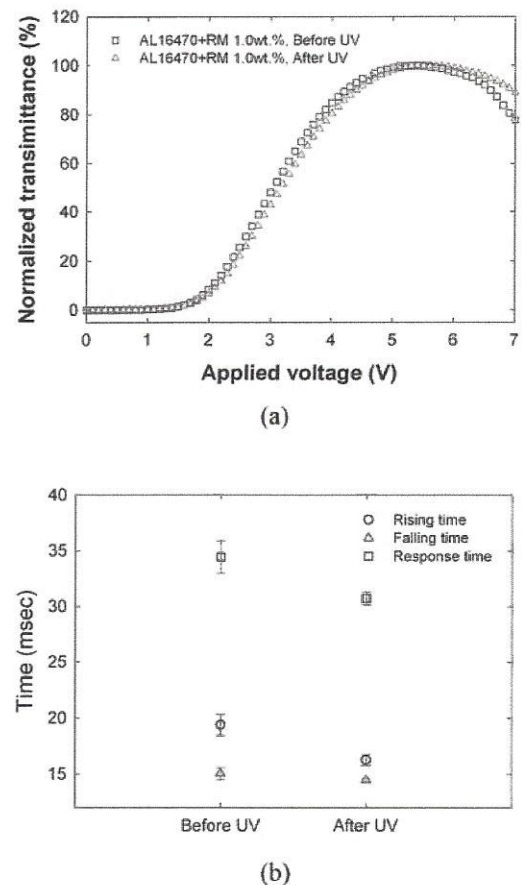 120
100
80
60
40
20
0
Normalized transimittance (%)
AL16470+RM 1.0wt.%, Before UV
AL16470+RM 1.0wt.%, After UV
0 1 2 3 4 5 6 7
Applied voltage (V)
(a)
40
35
30
25
20
15
Time (msec)
Rising time
Falling time
Response time
Before UV After UV
(b)